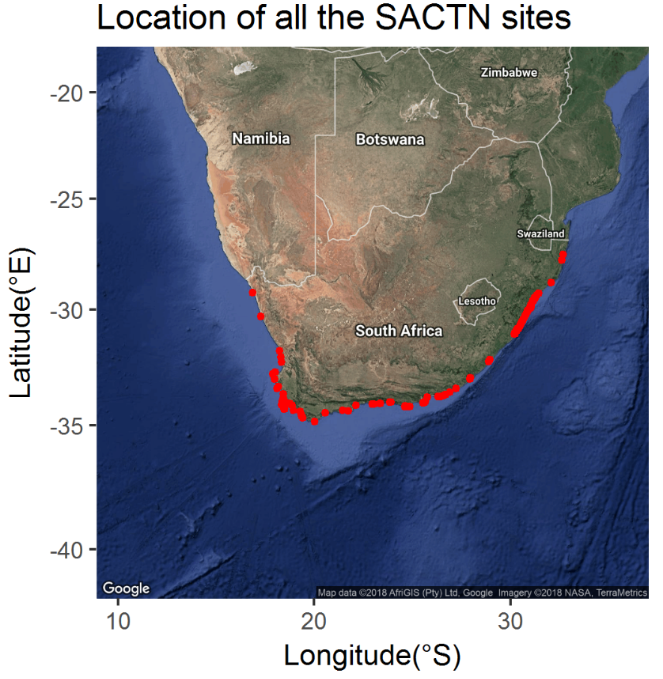 Location of all the SACTN sites
Latitude(°E)
-20
-25
-30
-35
-40
Zimbabwe
Namibia
Botswana
Swaziland
Lesotho
South Africa
Google
Map data ©2018 AfriGIS (Pty) Ltd. Google Imagery ©2018 NASA, TerraMetrics
10
20
30
Longitude(°S)